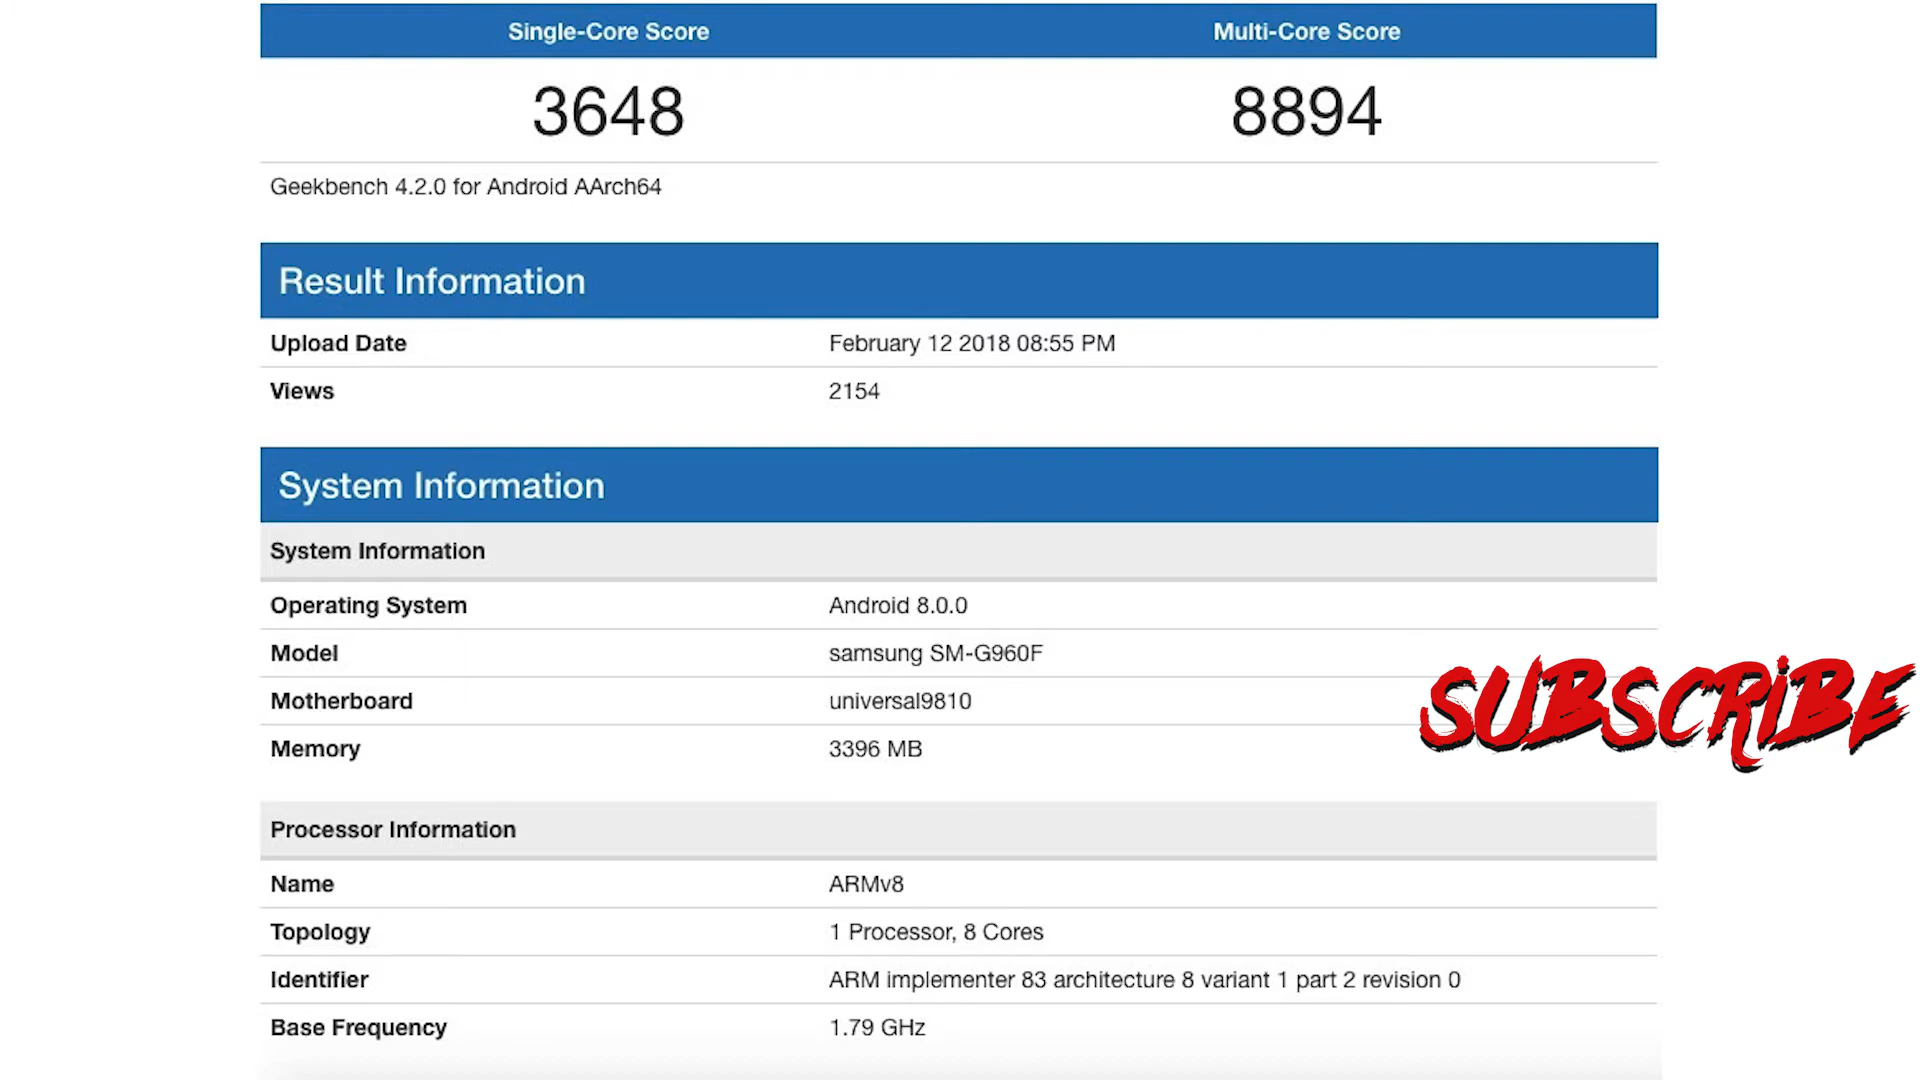 Single-Core Score Multi-Core Score
3648 8894
Geekbench 4.2.0 for Android AArch64
Result Information
Upload Date February 12 2018 08:55 PM
Views 2154
System Information
System Information
Operating System Android 8.0.0
Model samsung SM-G960F
Motherboard universal9810
Memory 3396 MB
SUBSCRiBE
Processor Information
Name ARMv8
Topology 1 Processor, 8 Cores
Identifier ARM implementer 83 architecture 8 variant 1 part 2 revision 0
Base Frequency 1.79 GHz